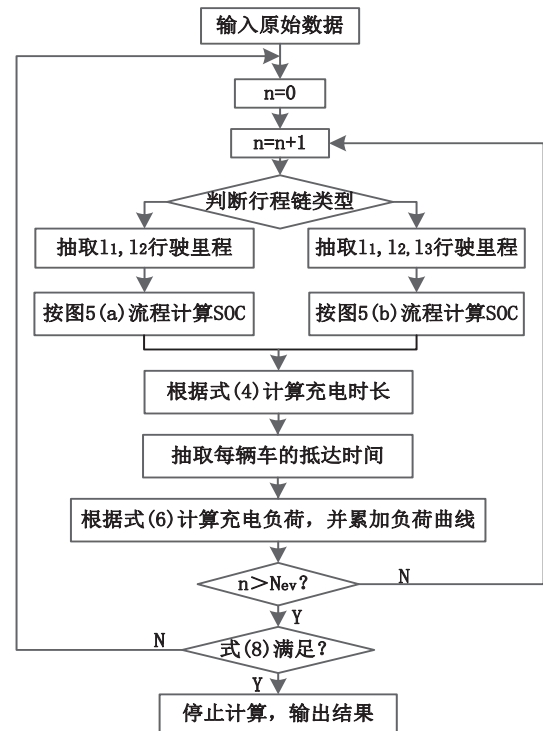 输入原始数据
n=0
n=n+1
判断行程链类型
抽取l1,l2行驶里程
抽取l1,l2,l3行驶里程
按图5(a)流程计算SOC
按图5(b)流程计算SOC
根据式(4)计算充电时长
抽取每辆车的抵达时间
根据式(6)计算充电负荷，并累加负荷曲线
n＞Nev？
N
Y
式(8)满足？
N
Y
停止计算，输出结果